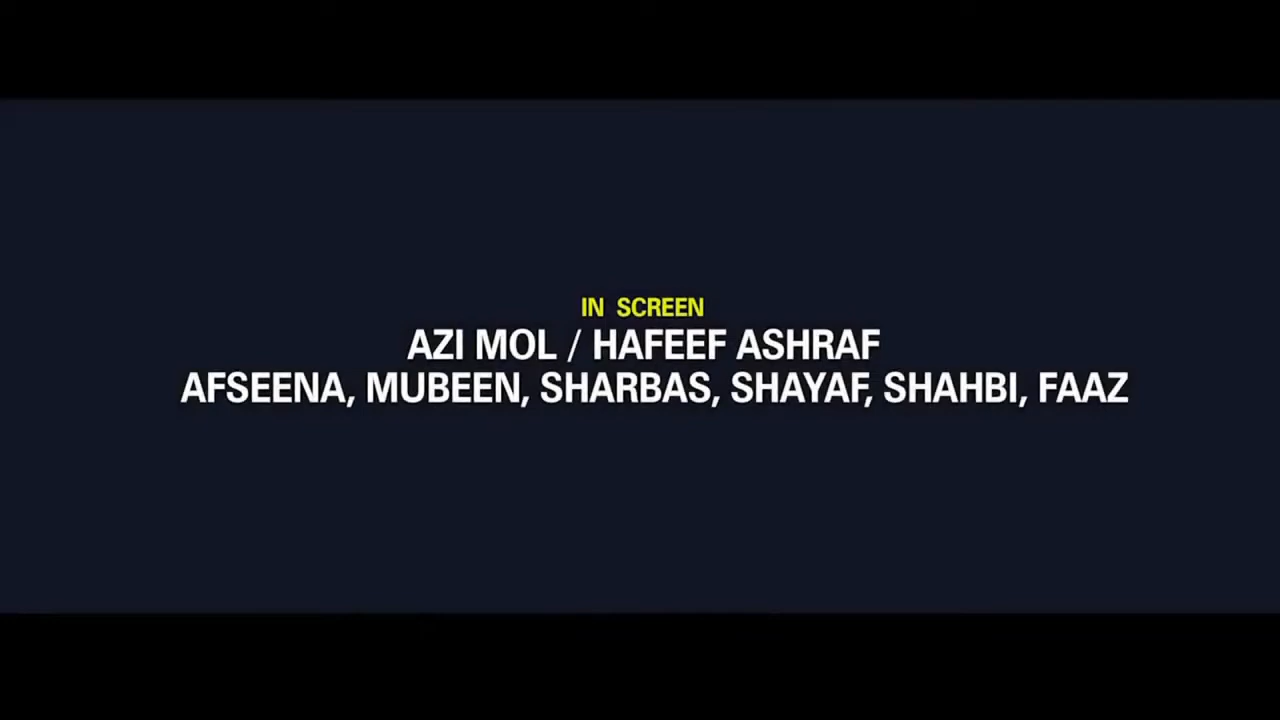 IN SCREEN
AZI MOL / HAFEEF ASHRAF
AFSEENA, MUBEEN, SHARBAS, SHAYAF, SHAHBI, FAAZ